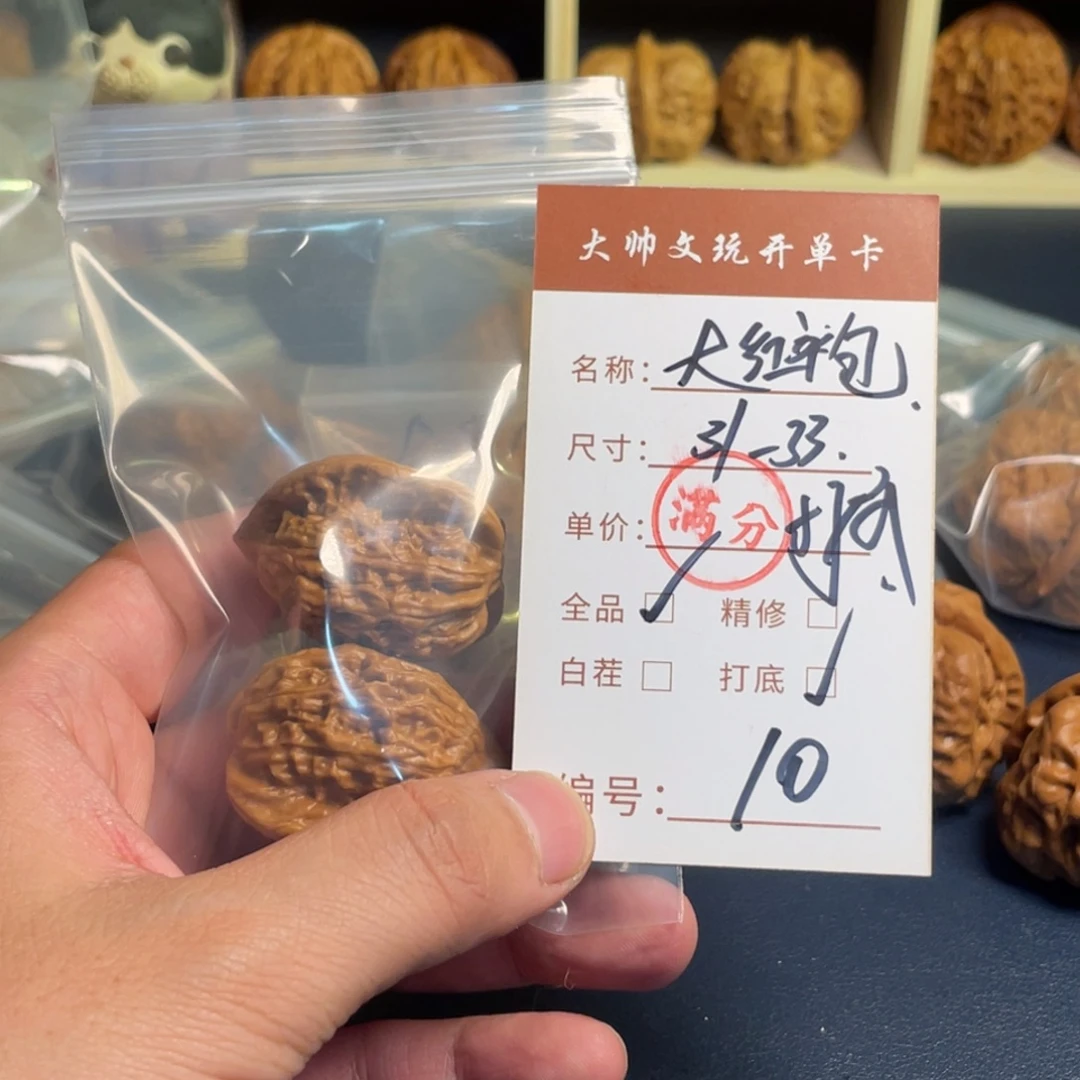 大帅文玩开单卡
名称：大红袍.
尺寸：31-33.
单价：满分
全品 □ 精修 □
白茬 □ 打底 □
编号：10